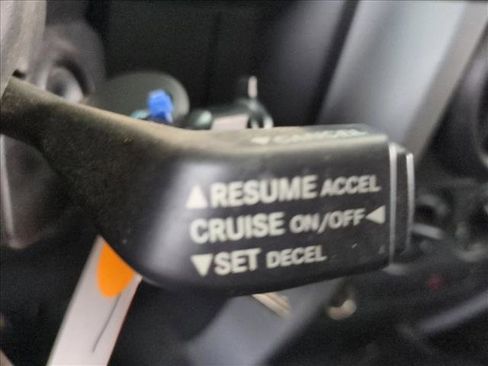 ▼CANCEL
▲RESUME ACCEL
CRUISE ON/OFF◀
▼SET DECEL